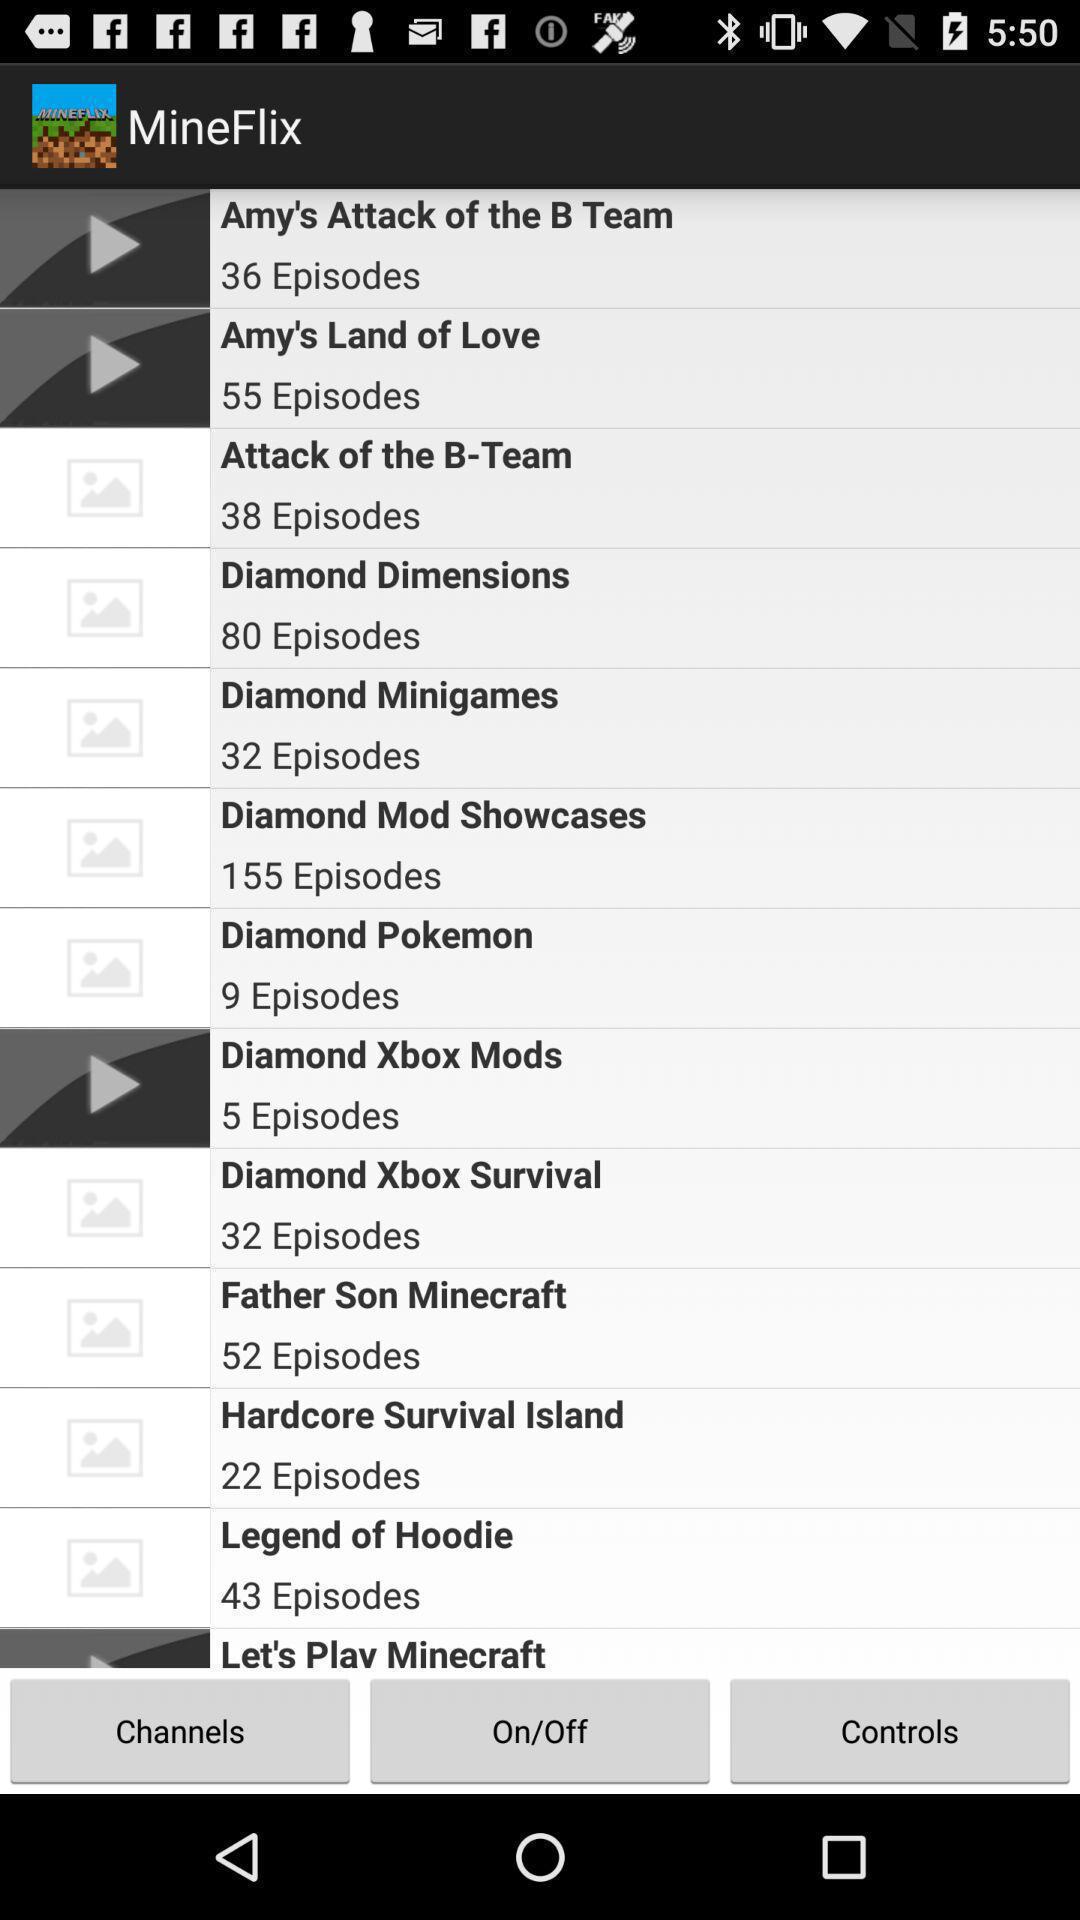 FAKE
5:50
MINEFLIX
MineFlix
Amy's Attack of the B Team
36 Episodes
Amy's Land of Love
55 Episodes
Attack of the B-Team
38 Episodes
Diamond Dimensions
80 Episodes
Diamond Minigames
32 Episodes
Diamond Mod Showcases
155 Episodes
Diamond Pokemon
9 Episodes
Diamond Xbox Mods
5 Episodes
Diamond Xbox Survival
32 Episodes
Father Son Minecraft
52 Episodes
Hardcore Survival Island
22 Episodes
Legend of Hoodie
43 Episodes
Let's Play Minecraft
Channels
On/Off
Controls